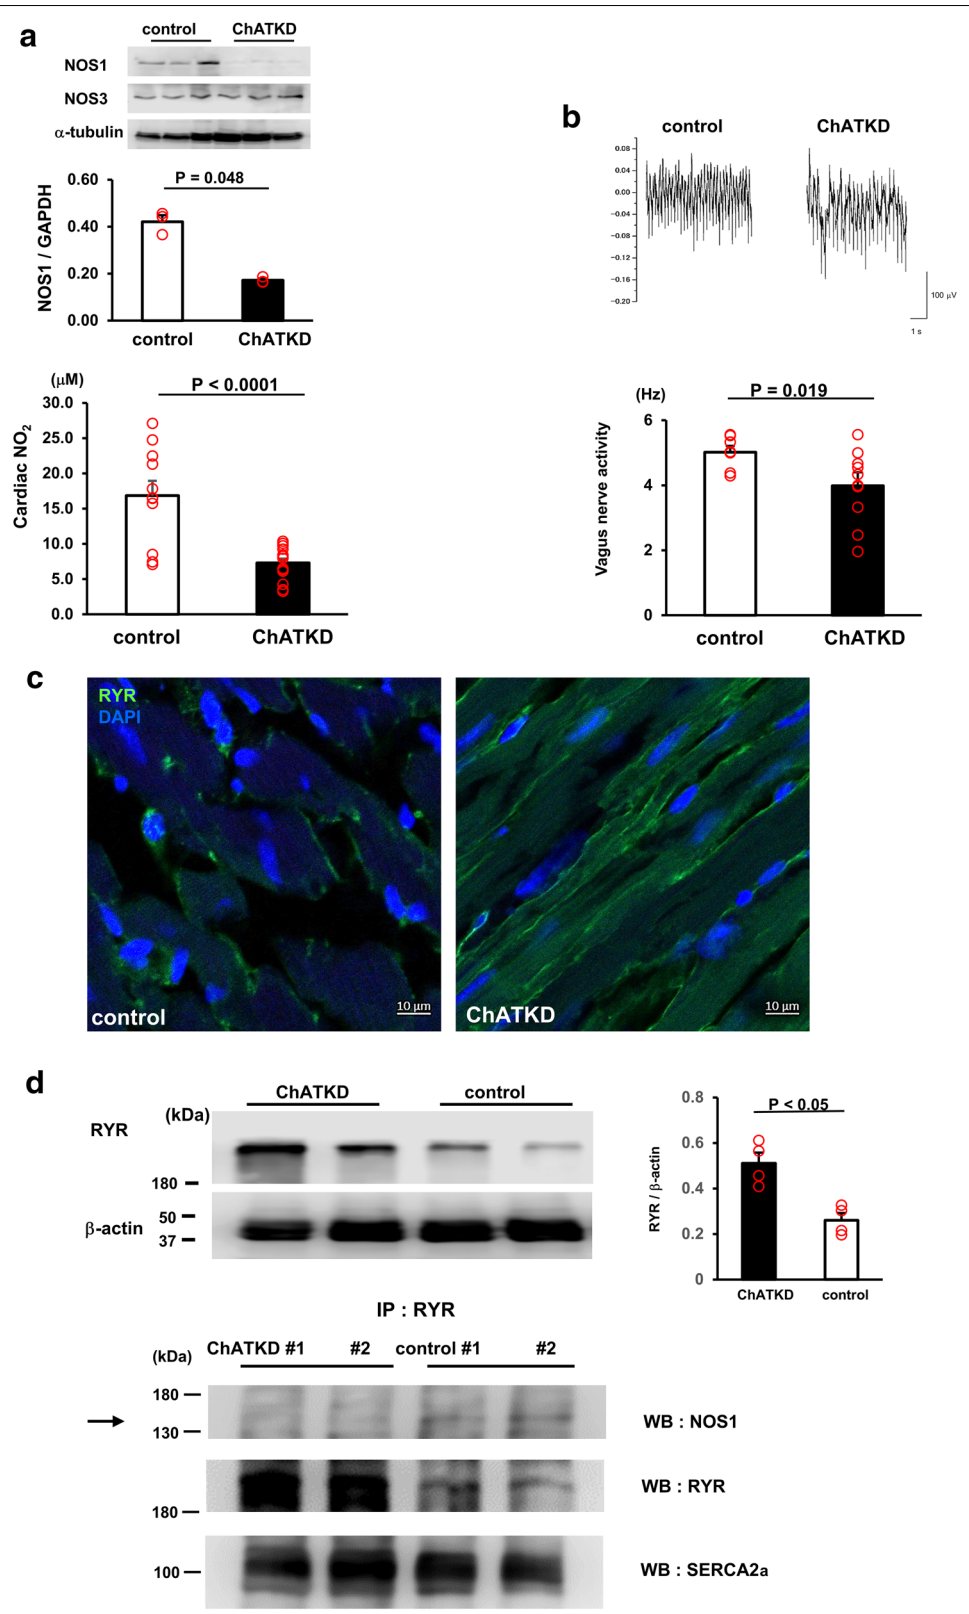 a
control ChATKD
NOS1
NOS3
α-tubulin
P = 0.048
0.60
0.40
0.20
0.00
NOS1 / GAPDH
control ChATKD
(μM)
P < 0.0001
30.0
25.0
20.0
15.0
10.0
5.0
0.0
Cardiac NO2
control ChATKD
b
control ChATKD
0.08
0.04
0.00
−0.04
−0.08
−0.12
−0.16
−0.20
100 μV
1 s
(Hz)
P = 0.019
6
4
2
0
Vagus nerve activity
control ChATKD
c
RYR
DAPI
control
10 μm
ChATKD
10 μm
d
ChATKD control
(kDa)
RYR
180
β-actin
50
37
P < 0.05
0.8
0.6
0.4
0.2
0
RYR / β-actin
ChATKD control
IP : RYR
ChATKD #1 #2 control #1 #2
(kDa)
180
130
WB : NOS1
WB : RYR
180
100
WB : SERCA2a